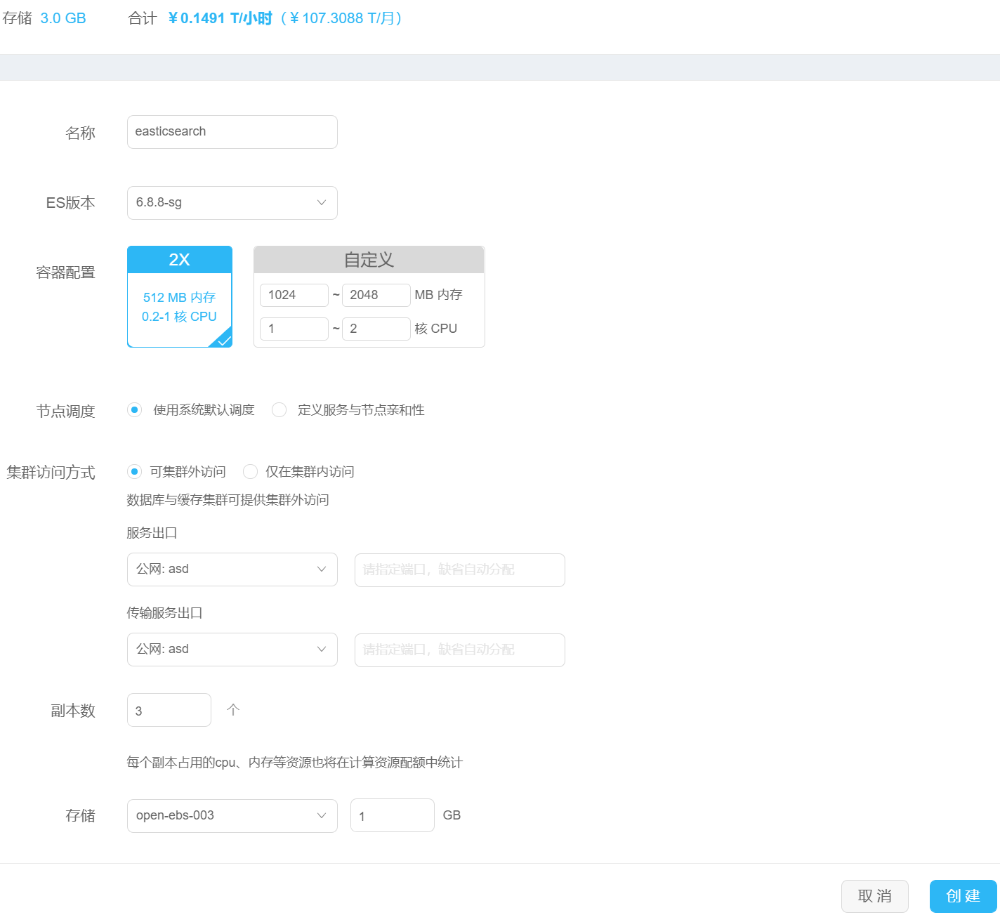 存储 3.0 GB 合计 ¥0.1491 T/小时（¥107.3088 T/月）
名称 easticsearch
ES版本 6.8.8-sg
容器配置 2X 自定义
512 MB 内存 1024 ~ 2048 MB 内存
0.2-1 核 CPU 1 ~ 2 核 CPU
节点调度 使用系统默认调度 定义服务与节点亲和性
集群访问方式 可集群外访问 仅在集群内访问
数据库与缓存集群可提供集群外访问
服务出口
公网: asd 请指定端口，缺省自动分配
传输服务出口
公网: asd 请指定端口，缺省自动分配
副本数 3 个
每个副本占用的cpu、内存等资源也将在计算资源配额中统计
存储 open-ebs-003 1 GB
取 消 创 建